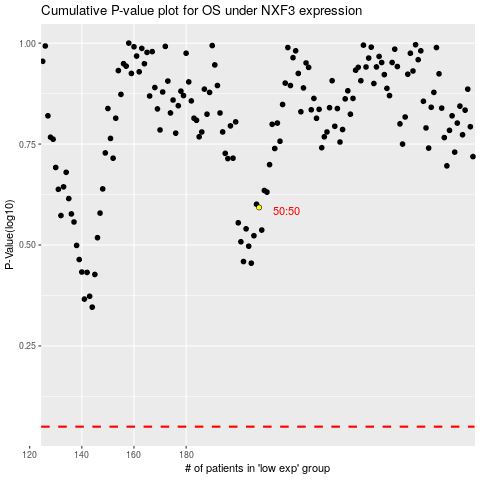 Cumulative P-value plot for OS under NXF3 expression
P-Value(log10)
1.00
0.75
0.50
0.25
50:50
120 140 160 180
# of patients in 'low exp' group